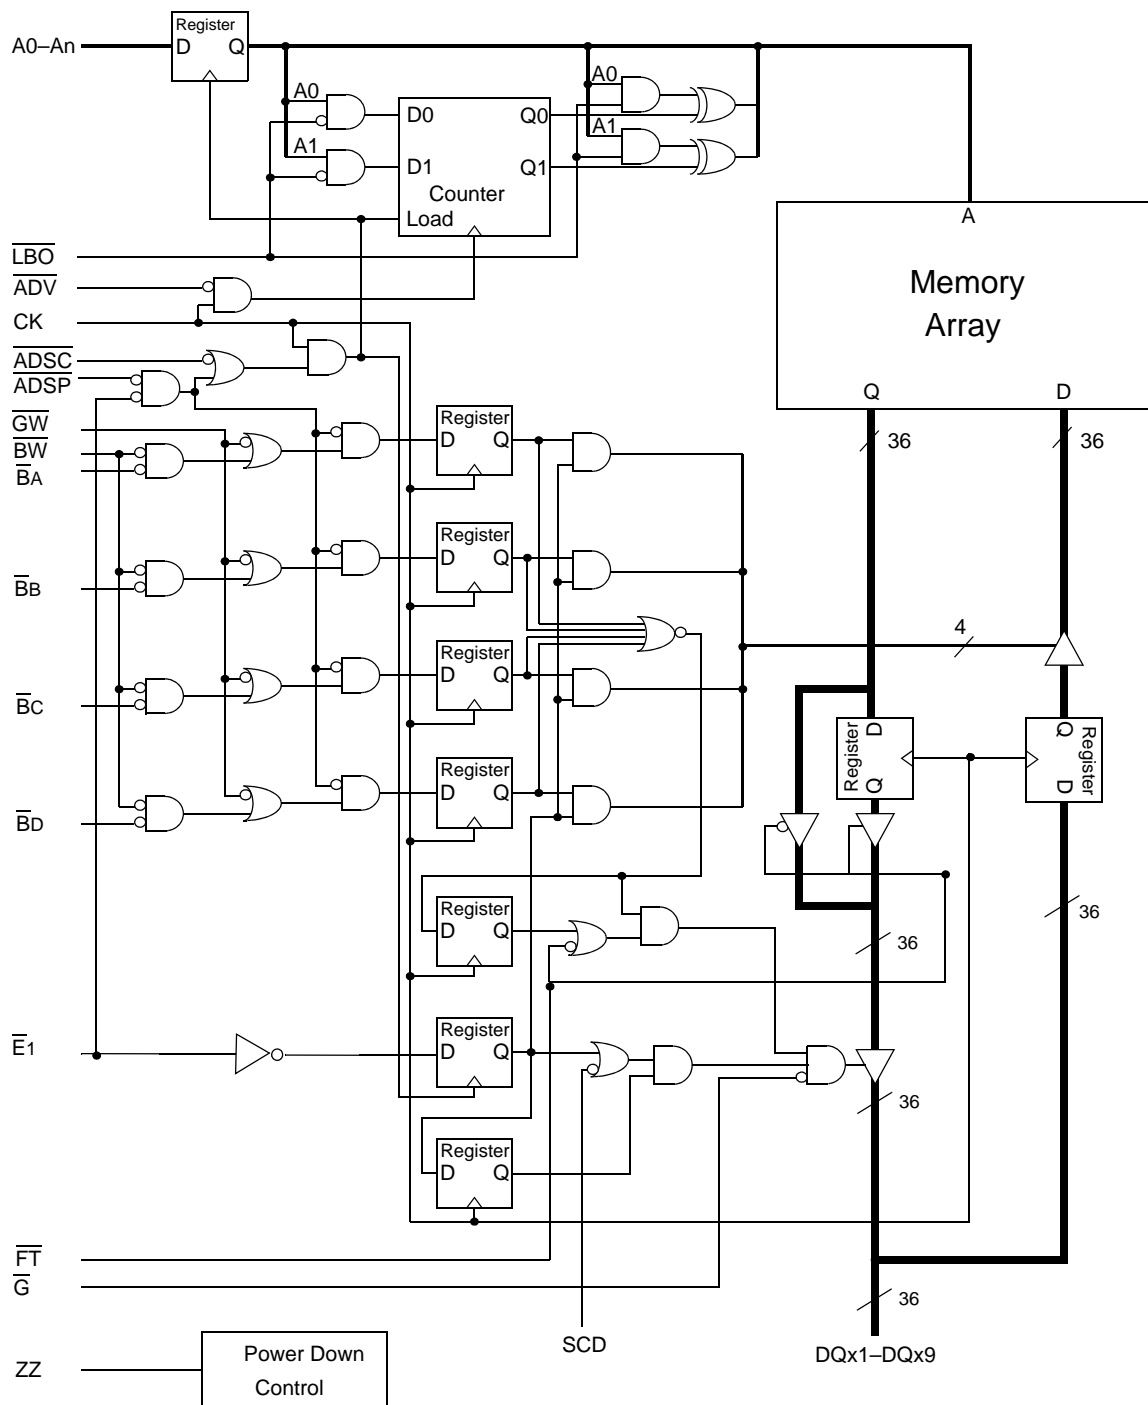 Register
A0–An
D Q
A0
A0
D0 Q0
A1
A1
D1 Q1
Counter
Load
A
LBO
ADV
Memory
CK
Array
ADSC
ADSP
Q D
GW
Register
36 36
BW
D Q
BA
Register
D Q
BB
4
Register
D Q
BC
D
Register
Q
Q
Register
D
Register
D Q
BD
Register
36
D Q
36
Register
E1
D Q
36
Register
D Q
FT
G
36
SCD
DQx1–DQx9
ZZ
Power Down
Control